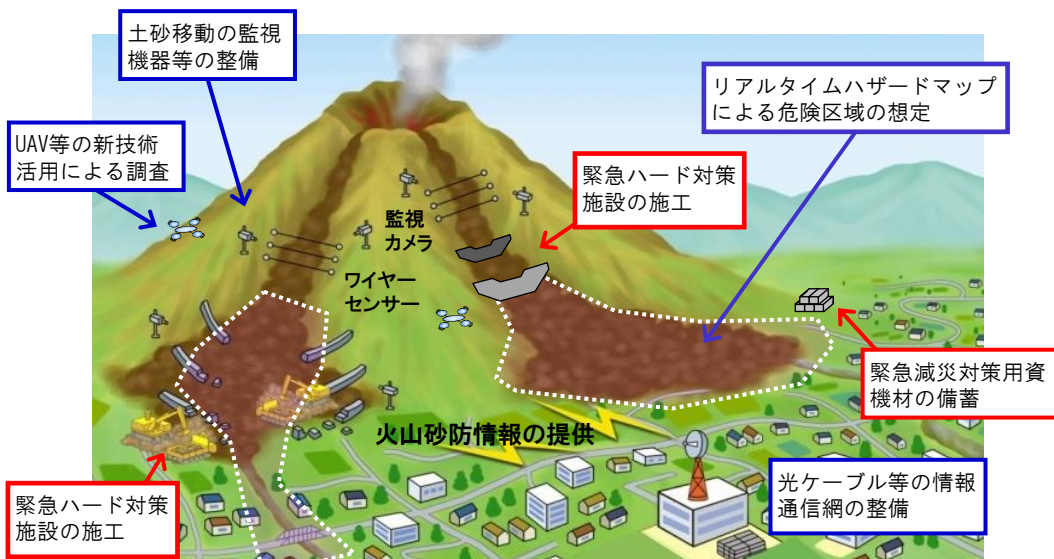 土砂移動の監視
機器等の整備
リアルタイムハザードマップ
による危険区域の想定
UAV等の新技術
活用による調査
緊急ハード対策
施設の施工
監視
カメラ
ワイヤー
センサー
緊急減災対策用資
機材の備蓄
火山砂防情報の提供
光ケーブル等の情報
通信網の整備
緊急ハード対策
施設の施工